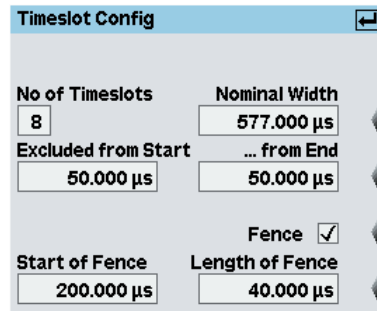 Timeslot Config
No of Timeslots Nominal Width
8 577.000 µs
Excluded from Start ... from End
50.000 µs 50.000 µs
Fence
Start of Fence Length of Fence
200.000 µs 40.000 µs